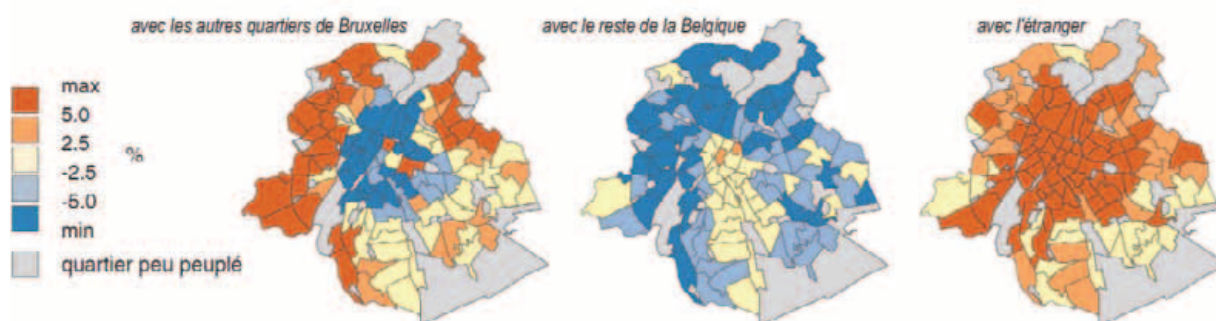 avec les autres quartiers de Bruxelles
avec le reste de la Belgique
avec l'étranger
max
5.0
2.5
%
-2.5
-5.0
min
quartier peu peuplé